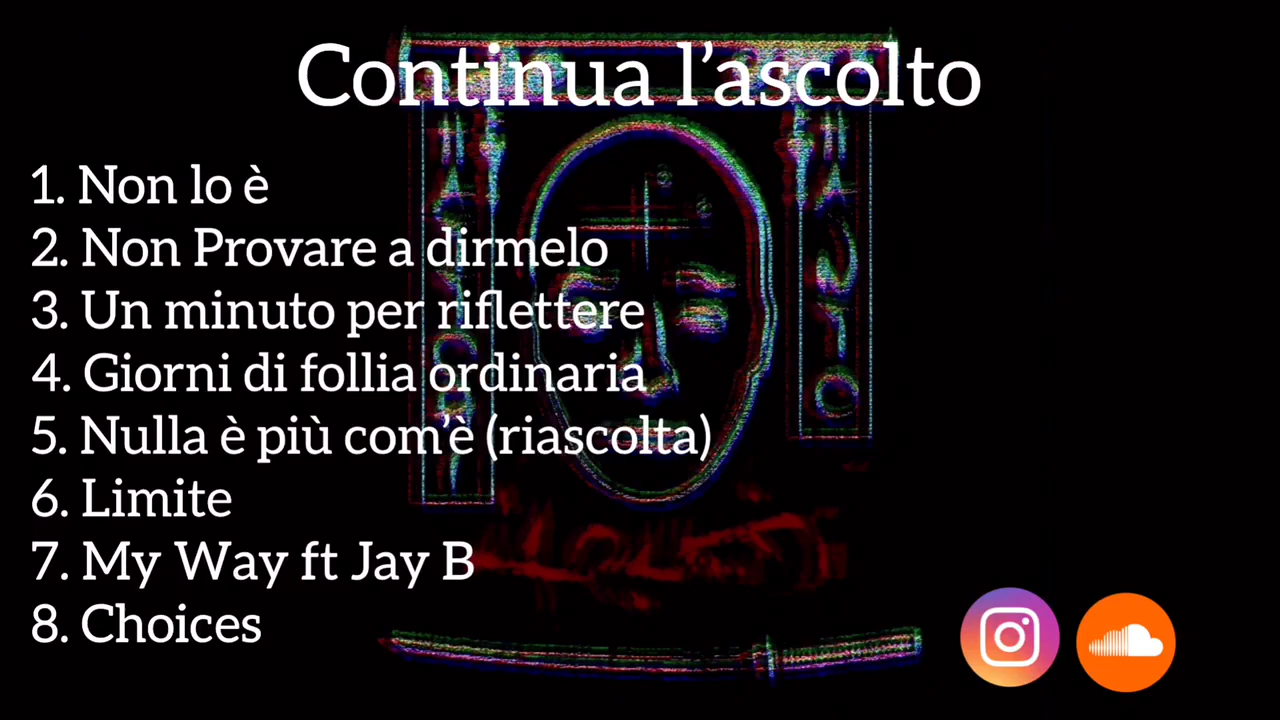 Continua l’ascolto
1. Non lo è
2. Non Provare a dirmelo
3. Un minuto per riflettere
4. Giorni di follia ordinaria
5. Nulla è più com’è (riascolta)
6. Limite
7. My Way ft Jay B
8. Choices